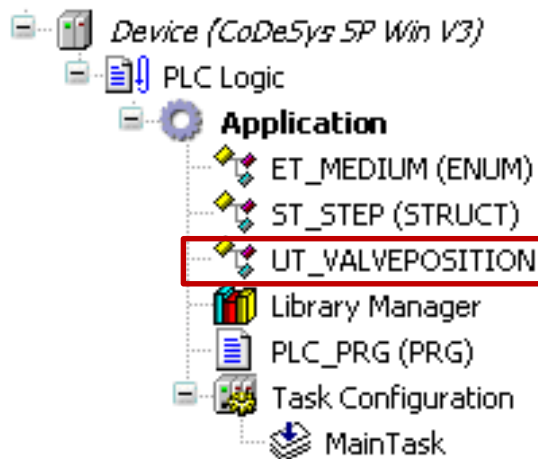 Device (CoDeSys SP Win V3)
PLC Logic
Application
ET_MEDIUM (ENUM)
ST_STEP (STRUCT)
UT_VALVEPOSITION
Library Manager
PLC_PRG (PRG)
Task Configuration
MainTask